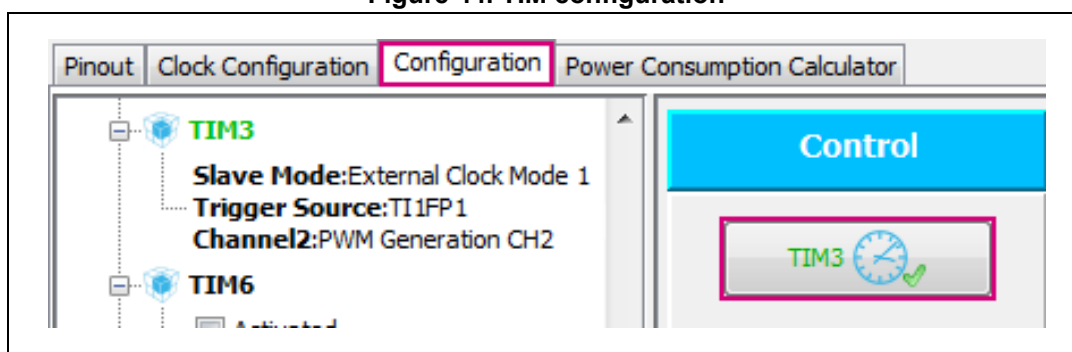 Pinout Clock Configuration Configuration Power Consumption Calculator
TIM3
Slave Mode:External Clock Mode 1
Trigger Source:TI1FP1
Channel2:PWM Generation CH2
TIM6
Control
TIM3